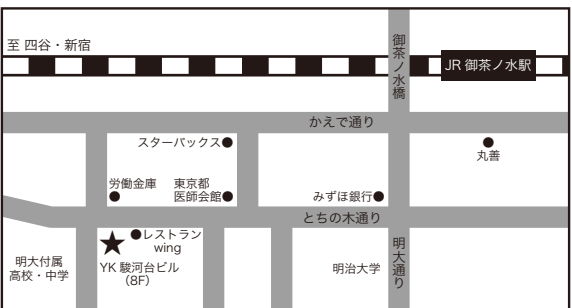 至 四谷・新宿
御茶ノ水橋
JR 御茶ノ水駅
かえで通り
スターバックス
丸善
労働金庫
東京都
医師会館
みずほ銀行
とちの木通り
レストラン
wing
YK 駿河台ビル
（8F）
明大付属
高校・中学
明治大学
明大通り